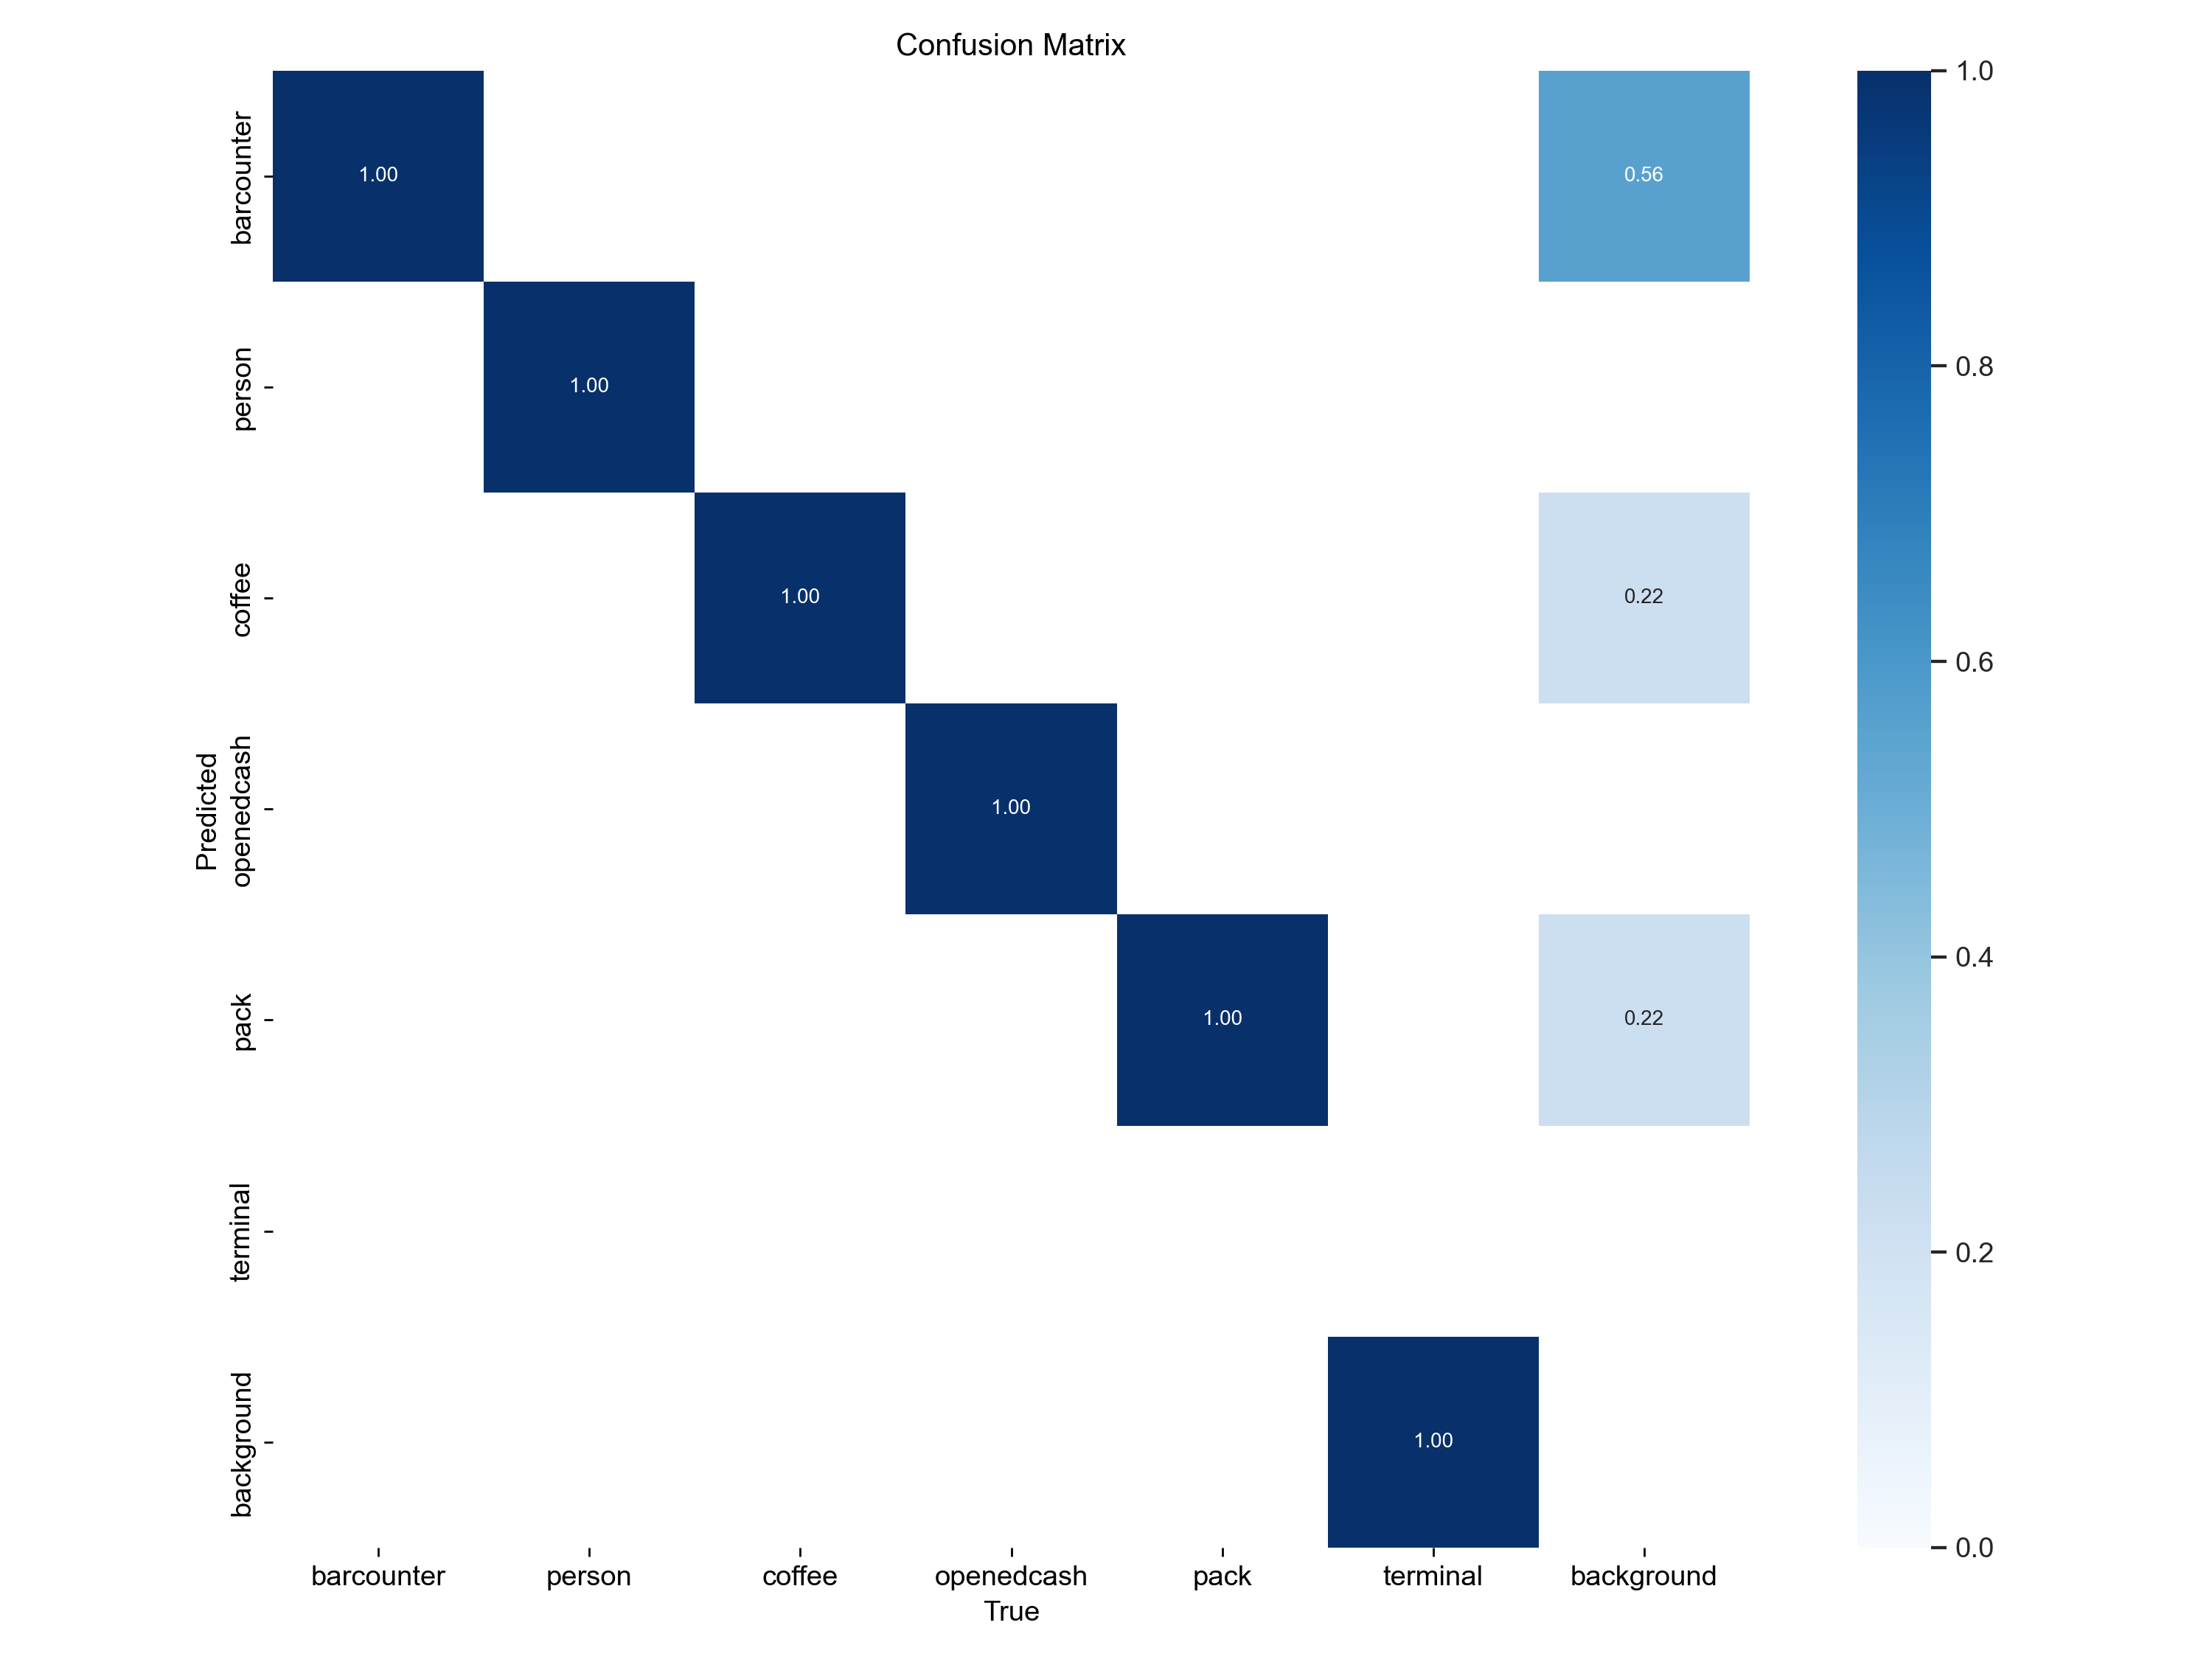 Confusion Matrix
barcounter
person
coffee
openedcash
pack
terminal
background
Predicted
1.00
0.56
1.00
1.00
0.22
1.00
1.00
0.22
1.00
barcounter
person
coffee
openedcash
pack
terminal
background
True
1.0
0.8
0.6
0.4
0.2
0.0